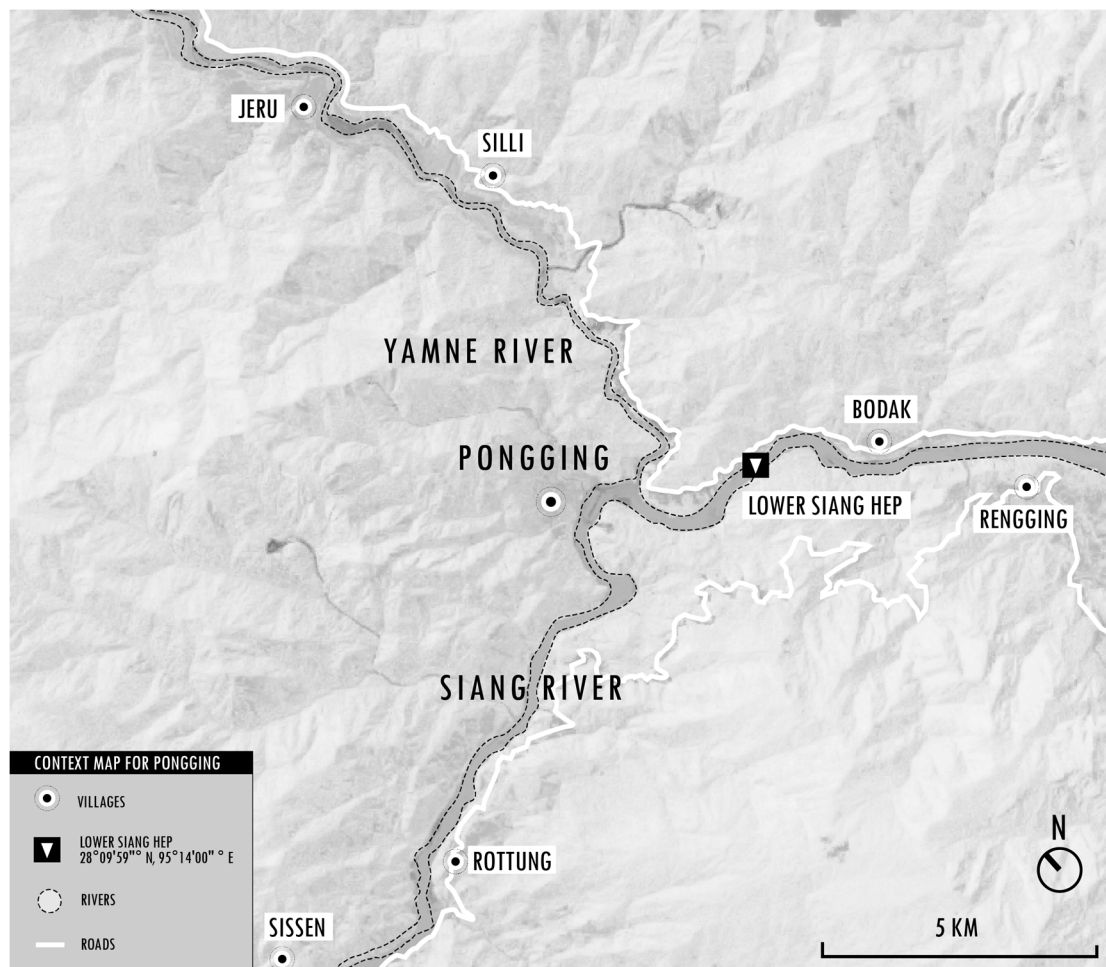 JERU
SILLI
YAMNE RIVER
BODAK
PONGGING
LOWER SIANG HEP
RENGGING
SIANG RIVER
CONTEXT MAP FOR PONGGING
VILLAGES
LOWER SIANG HEP
28°09'59"° N, 95°14'00" ° E
RIVERS
ROADS
ROTTUNG
SISSEN
N
5 KM